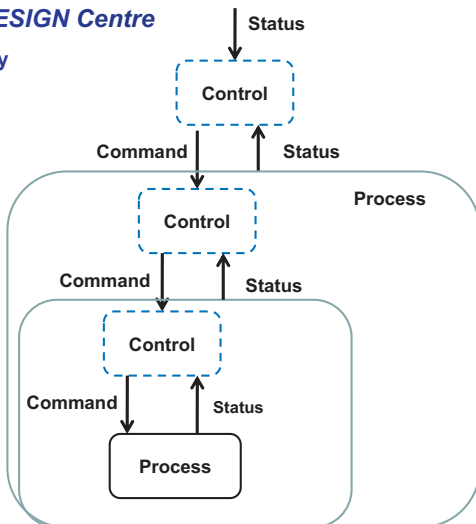 ESIGN Centre
Status
y
Control
Command
Status
Process
Control
Command
Status
Control
Command
Status
Process